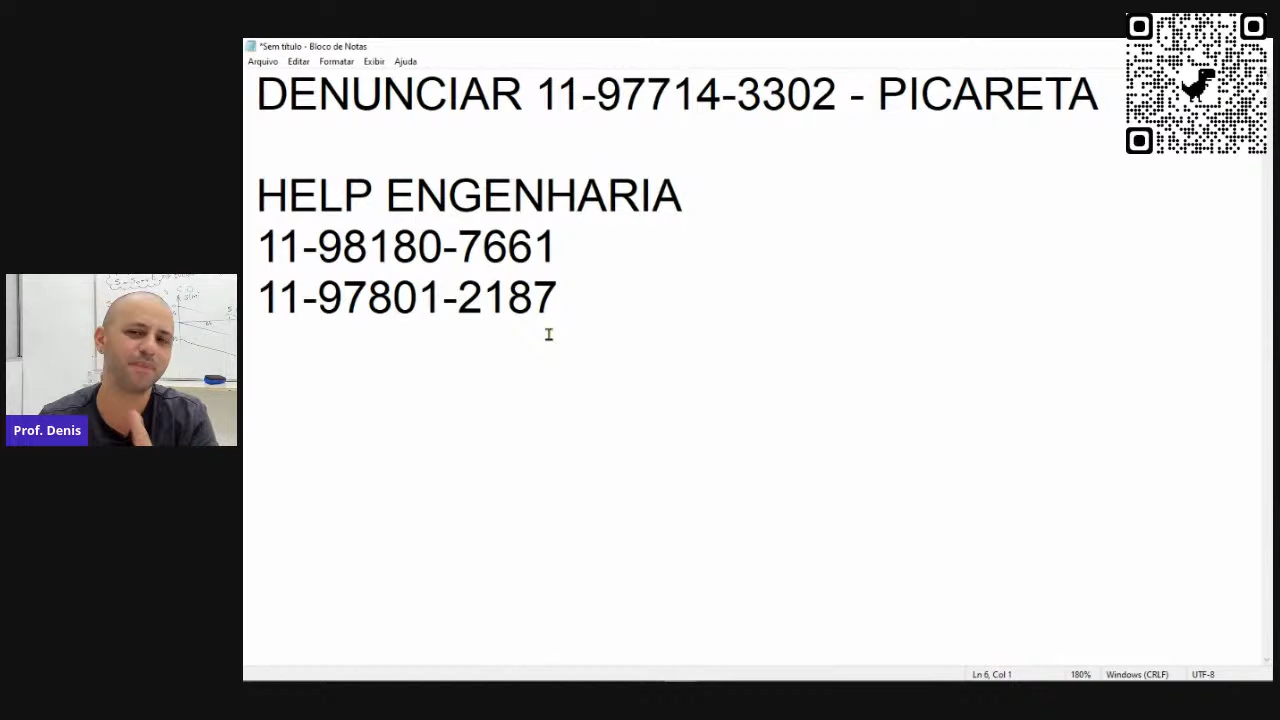 *Sem título - Bloco de Notas
Arquivo Editar Formatar Exibir Ajuda
DENUNCIAR 11-97714-3302 - PICARETA
HELP ENGENHARIA
11-98180-7661
11-97801-2187
Prof. Denis
Ln 6, Col 1 180% Windows (CRLF) UTF-8